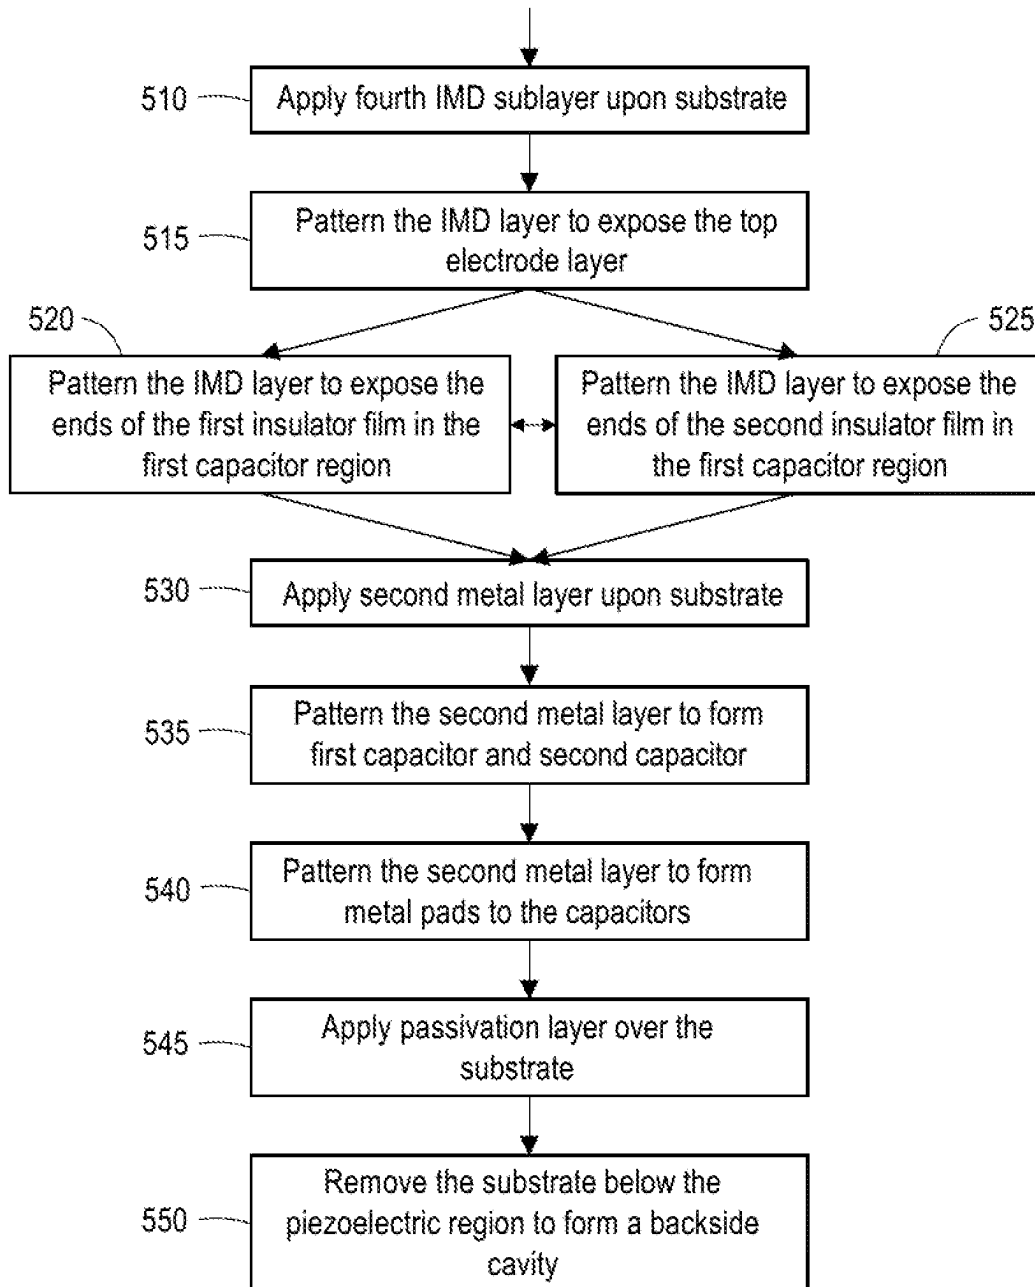 510
Apply fourth IMD sublayer upon substrate
515
Pattern the IMD layer to expose the top
electrode layer
520
525
Pattern the IMD layer to expose the
ends of the first insulator film in the
first capacitor region
Pattern the IMD layer to expose the
ends of the second insulator film in
the first capacitor region
530
Apply second metal layer upon substrate
535
Pattern the second metal layer to form
first capacitor and second capacitor
540
Pattern the second metal layer to form
metal pads to the capacitors
545
Apply passivation layer over the
substrate
550
Remove the substrate below the
piezoelectric region to form a backside
cavity